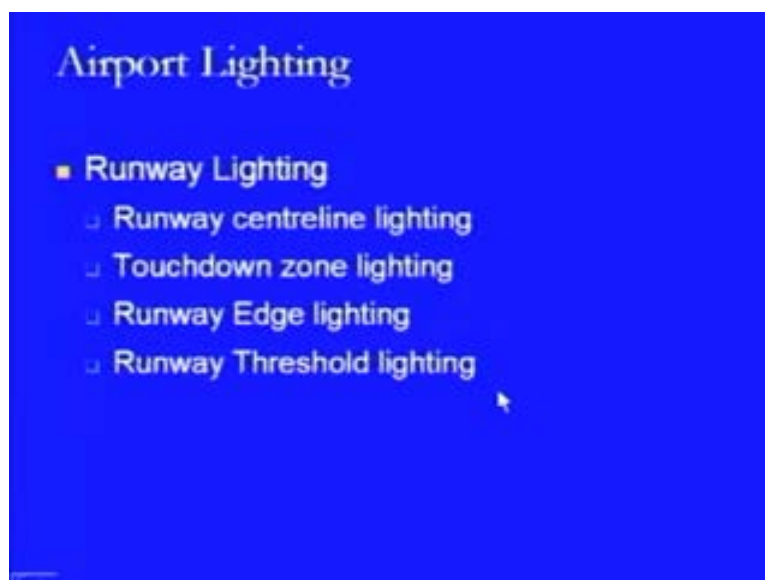 Airport Lighting
Runway Lighting
Runway centreline lighting
Touchdown zone lighting
Runway Edge lighting
Runway Threshold lighting